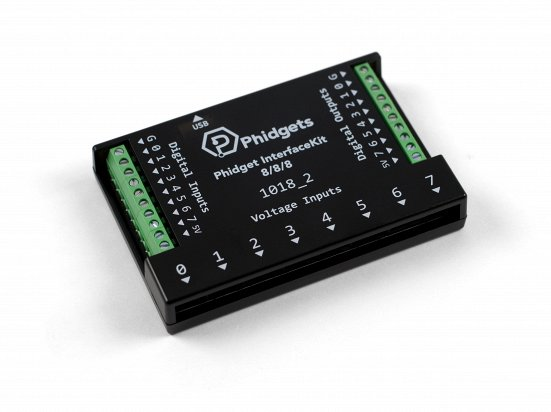 USB
Phidgets
Phidget InterfaceKit
8/8/8
1018_2
Voltage Inputs
0 1 2 3 4 5 6 7
Digital Inputs
G 0 1 2 3 4 5 6 7 5V
Digital Outputs
5V 7 6 5 4 3 2 1 0 G